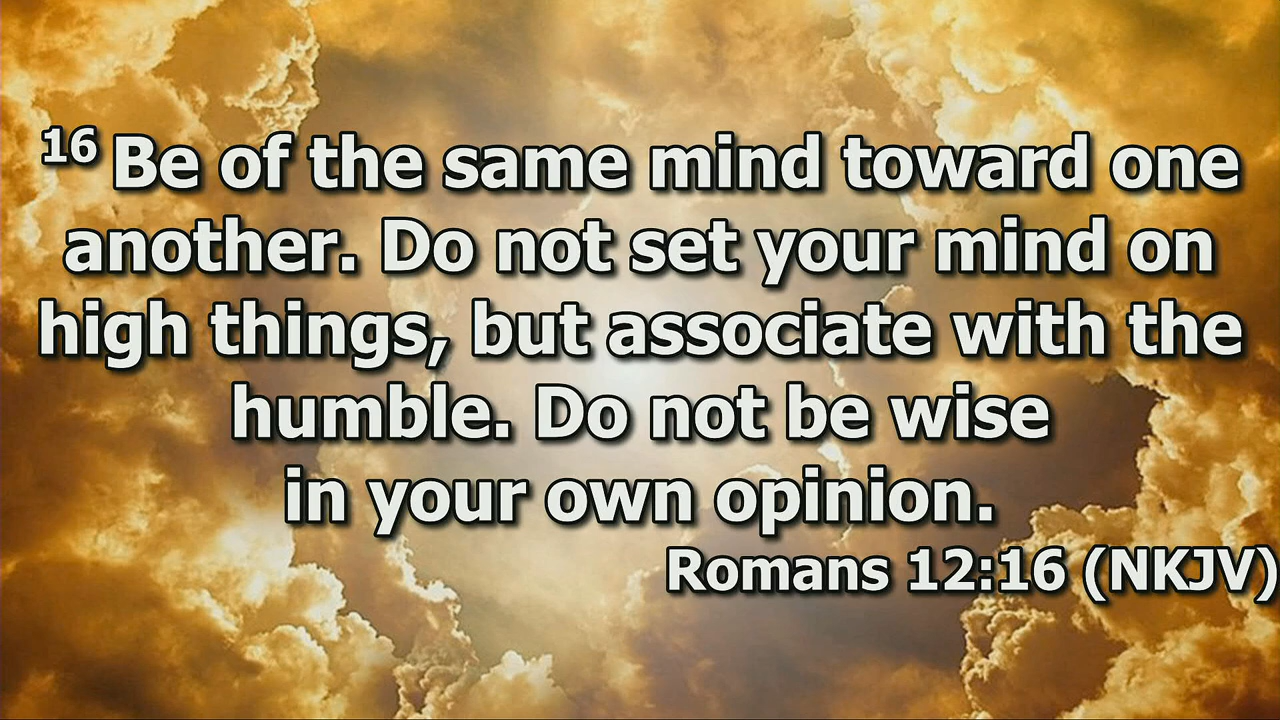 16 Be of the same mind toward one
another. Do not set your mind on
high things, but associate with the
humble. Do not be wise
in your own opinion.
Romans 12:16 (NKJV)